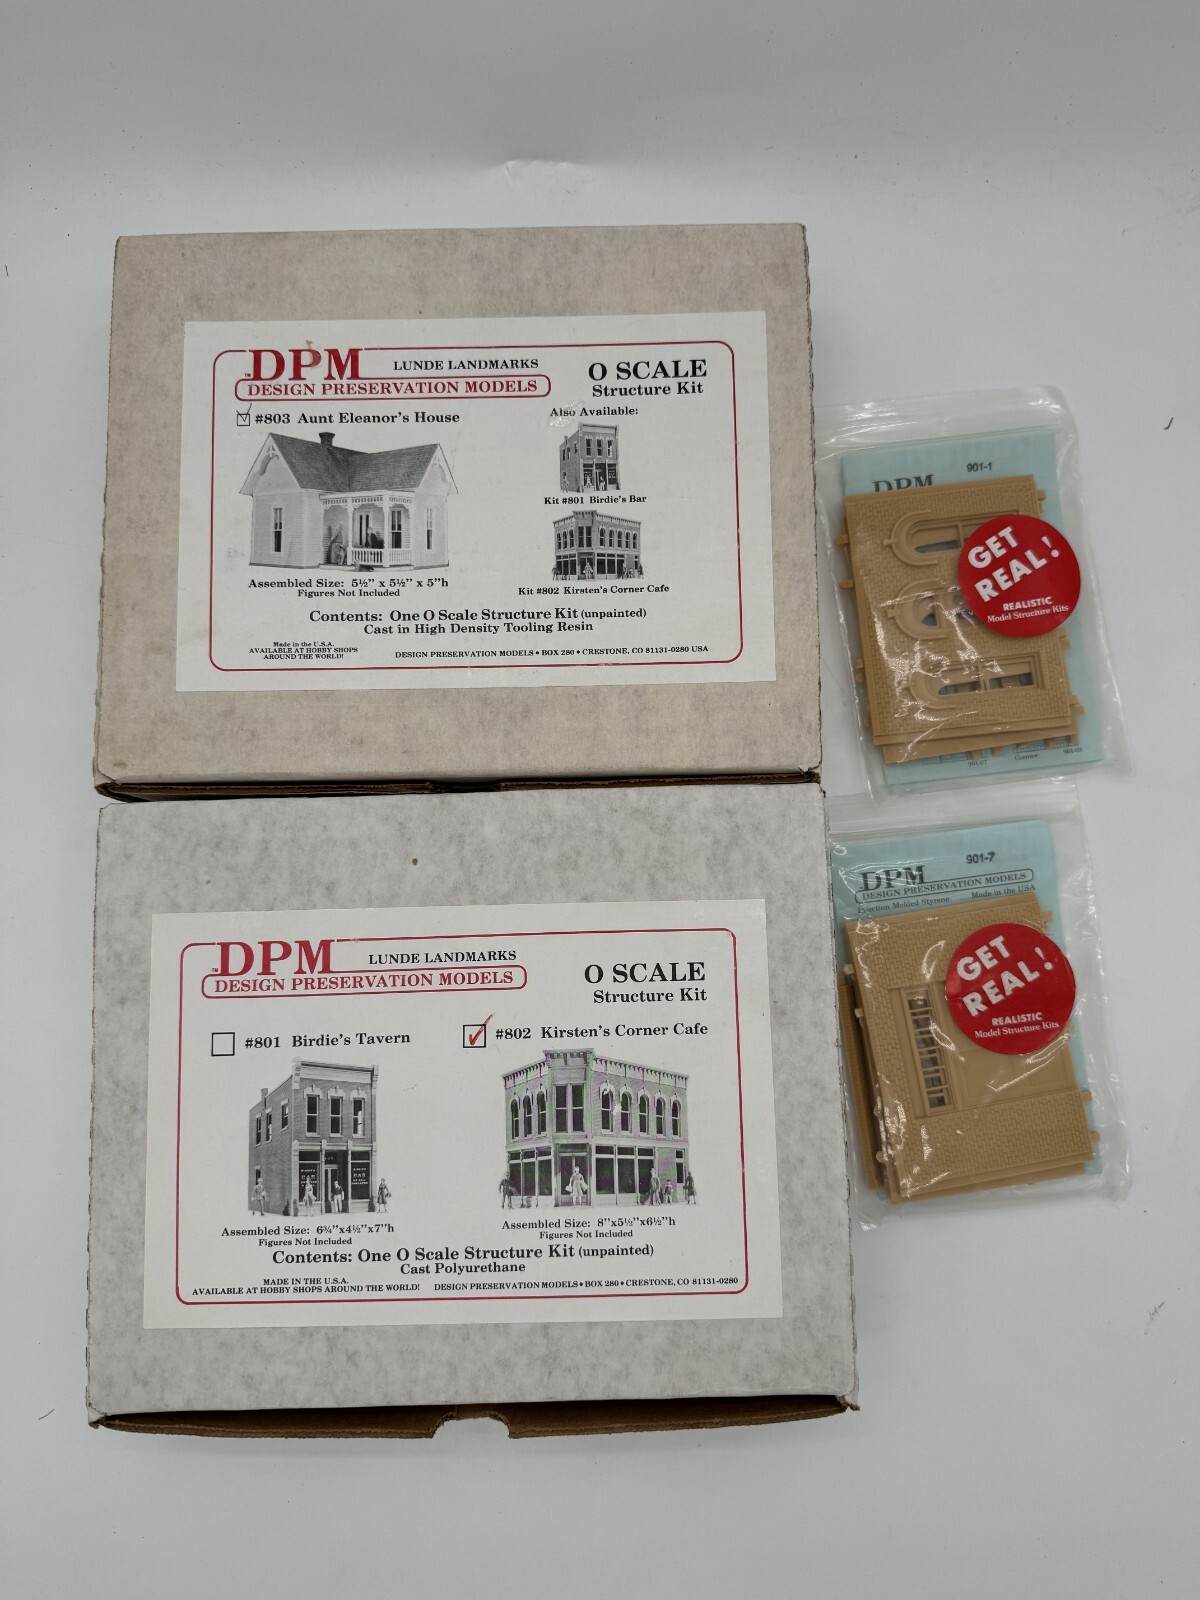 DPM
LUNDE LANDMARKS
™ DESIGN PRESERVATION MODELS
O SCALE
Structure Kit
#803 Aunt Eleanor's House
Also Available:
Kit #801 Birdie's Bar
Kit #802 Kirsten's Corner Cafe
Assembled Size: 5½" x 5½" x 5"h
Figures Not Included
Contents: One O Scale Structure Kit (unpainted)
Cast in High Density Tooling Resin
Made in the U.S.A.
AVAILABLE AT HOBBY SHOPS
AROUND THE WORLD!
DESIGN PRESERVATION MODELS • BOX 280 • CRESTONE, CO 81131-0280 USA
DPM
901-1
GET
REAL!
REALISTIC
Model Structure Kits
901-07
Cornice
901-09
DPM
LUNDE LANDMARKS
™ DESIGN PRESERVATION MODELS
O SCALE
Structure Kit
#801 Birdie's Tavern
#802 Kirsten's Corner Cafe
Assembled Size: 6¾"x4½"x7"h
Figures Not Included
Assembled Size: 8"x5½"x6½"h
Figures Not Included
Contents: One O Scale Structure Kit (unpainted)
Cast Polyurethane
MADE IN THE U.S.A.
AVAILABLE AT HOBBY SHOPS AROUND THE WORLD!
DESIGN PRESERVATION MODELS • BOX 280 • CRESTONE, CO 81131-0280
901-7
DPM
DESIGN PRESERVATION MODELS
Injection Molded Styrene
Made in the USA
GET
REAL!
REALISTIC
Model Structure Kits